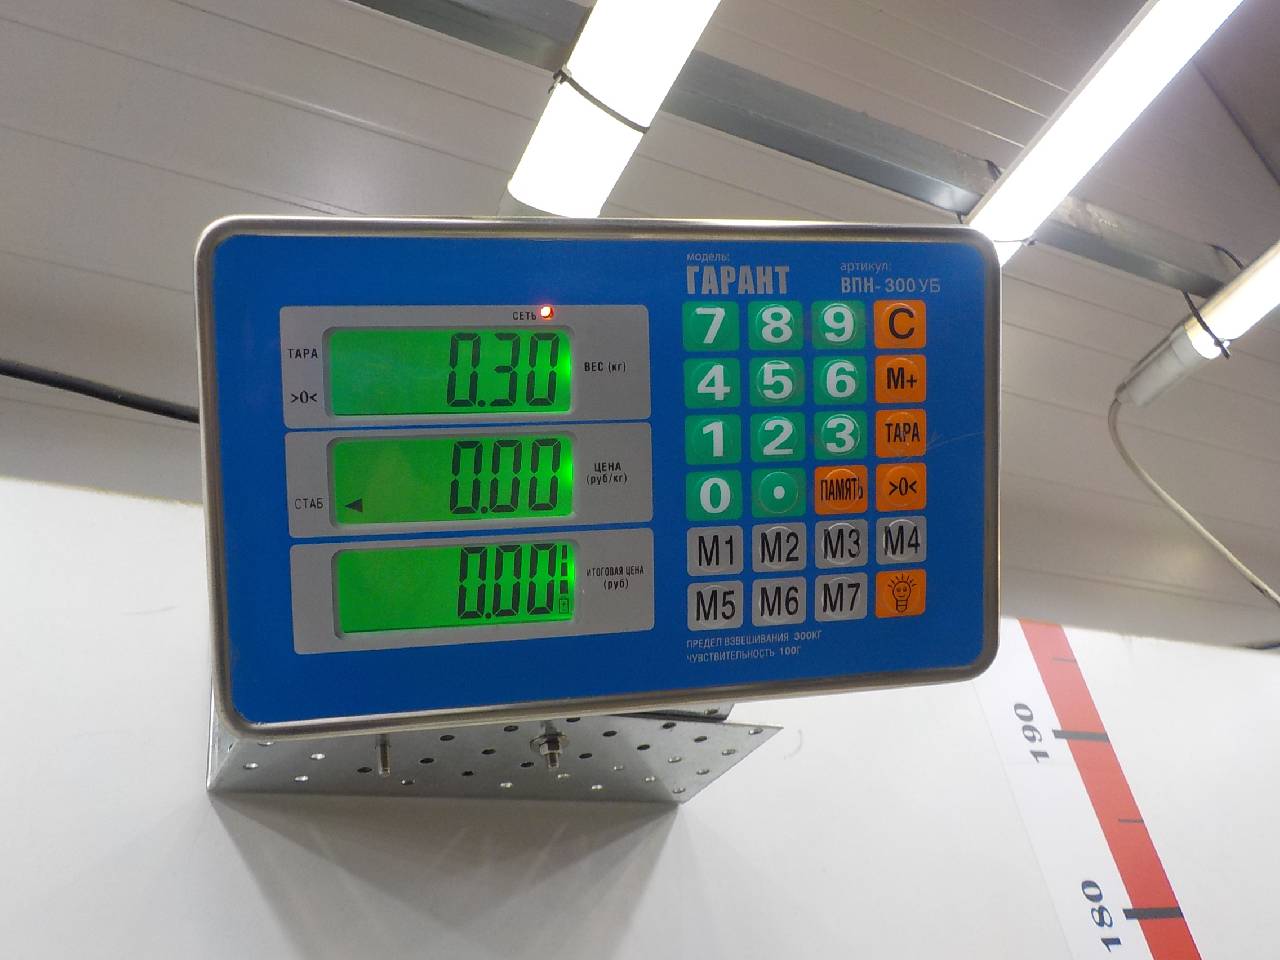 модель:
ГАРАНТ
артикул:
ВПН-300УБ
СЕТЬ
ТАРА
>0<
0.30
ВЕС (кг)
СТАБ
0.00
ЦЕНА
(руб/кг)
0.00
ИТОГОВАЯ ЦЕНА
(руб)
7 8 9 C
4 5 6 M+
1 2 3 ТАРА
0 . ПАМЯТЬ >0<
M1 M2 M3 M4
M5 M6 M7
ПРЕДЕЛ ВЗВЕШИВАНИЯ 300КГ
ЧУВСТВИТЕЛЬНОСТЬ 100Г
190
180